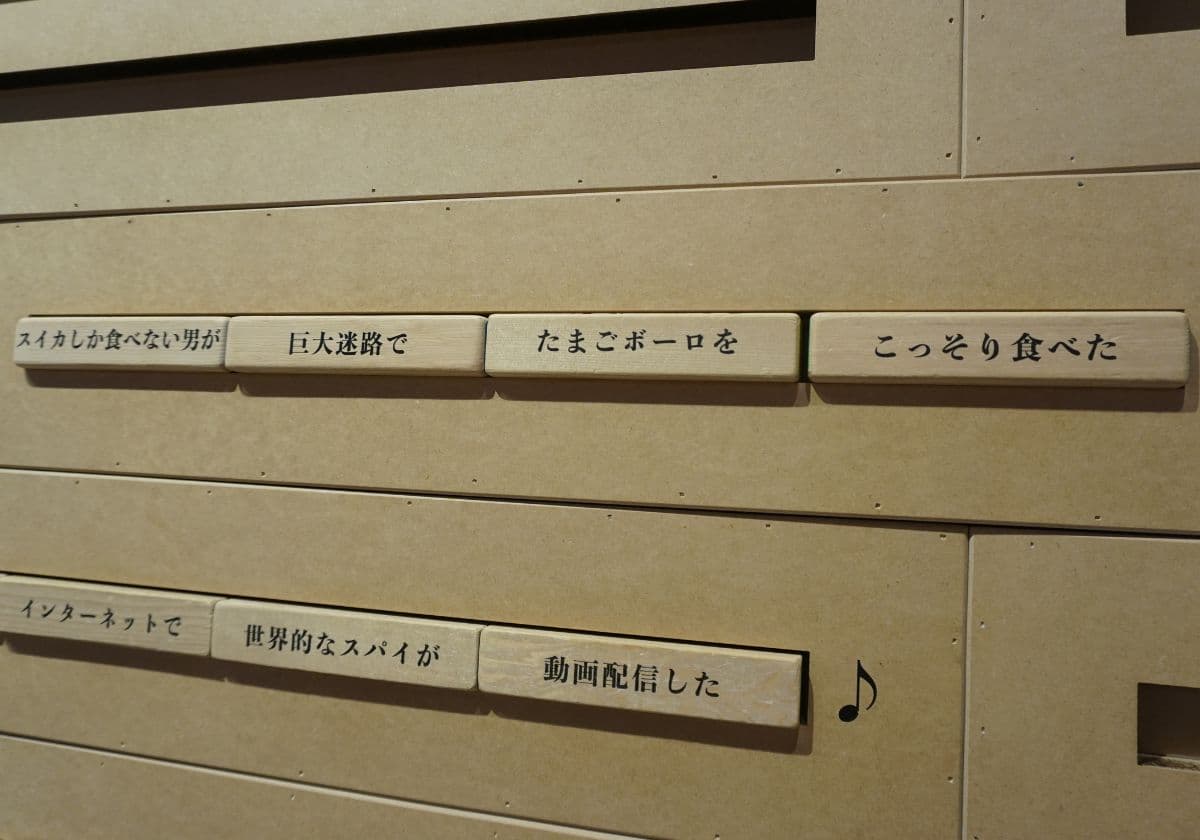 スイカしか食べない男が 巨大迷路で たまごボーロを こっそり食べた
インターネットで 世界的なスパイが 動画配信した ♪